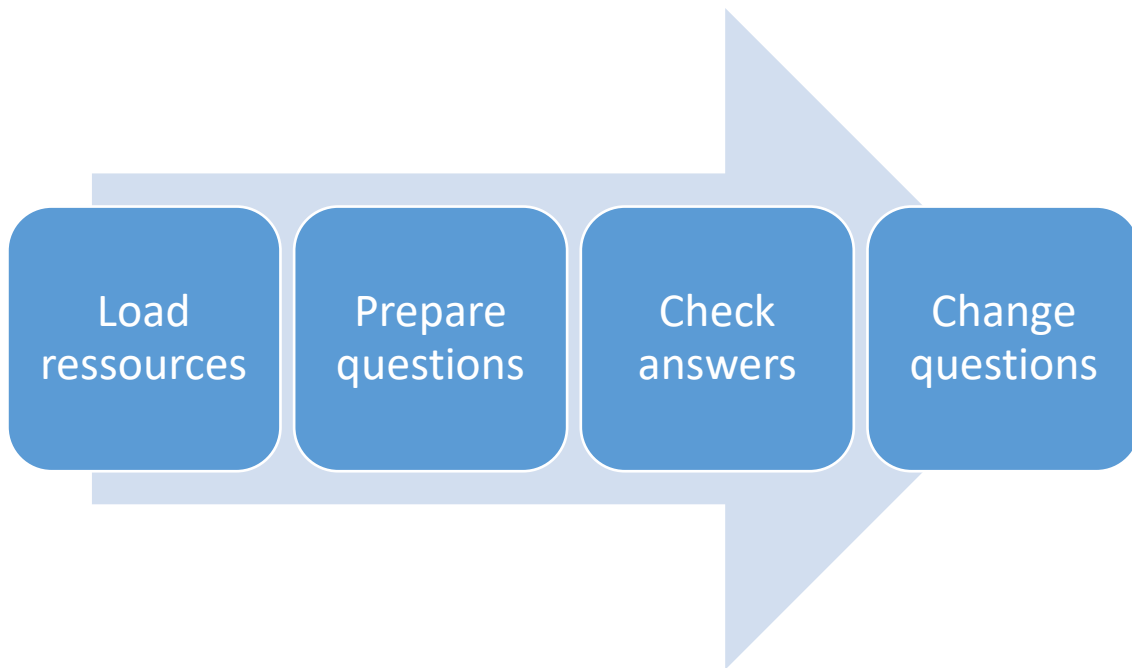 Load
ressources
Prepare
questions
Check
answers
Change
questions